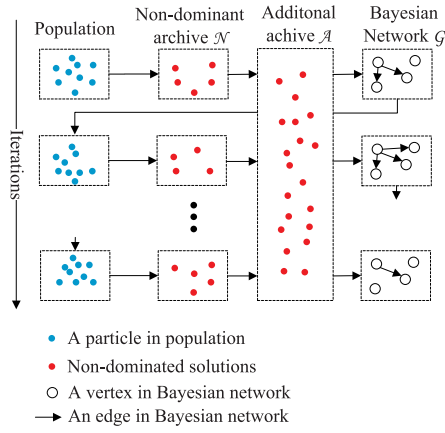 Population
Non-dominant
archive 𝒩
Additonal
achive 𝒜
Bayesian
Network 𝒢
Iterations
A particle in population
Non-dominated solutions
A vertex in Bayesian network
An edge in Bayesian network